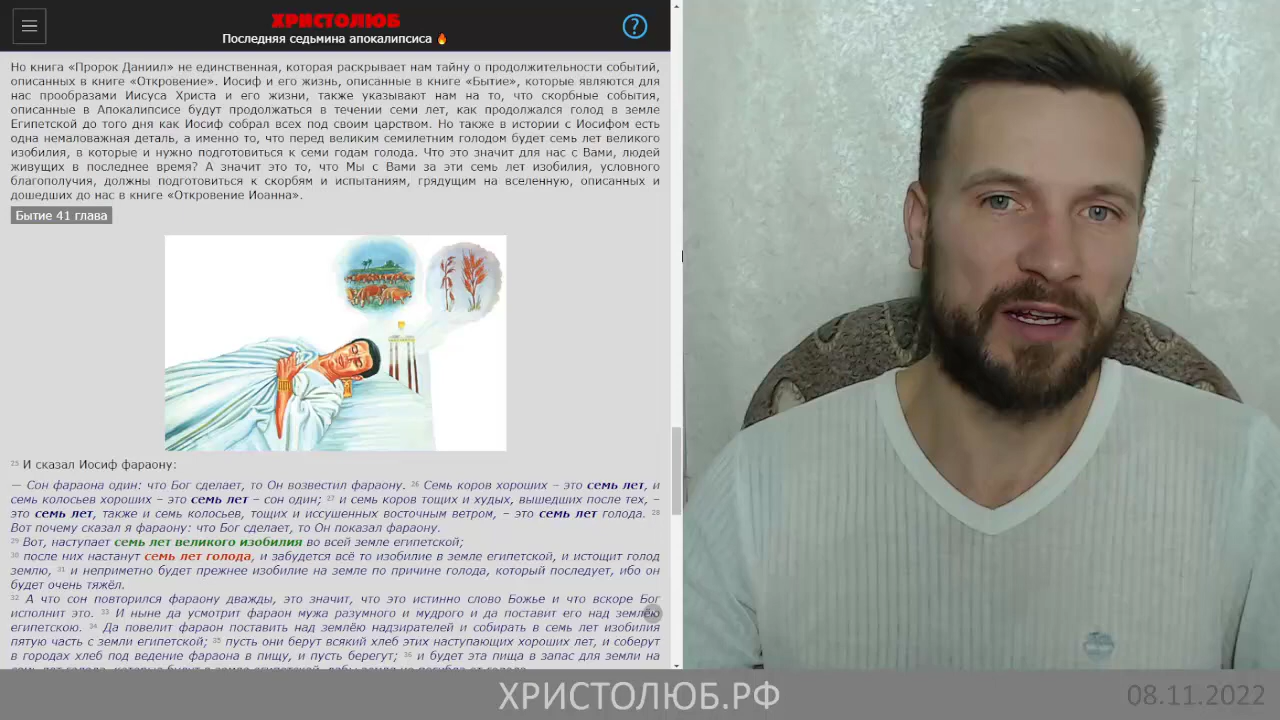 ХРИСТОЛЮБ
Последняя седьмина апокалипсиса
Но книга «Пророк Даниил» не единственная, которая раскрывает нам тайну о продолжительности событий,
описанных в книге «Откровение». Иосиф и его жизнь, описанные в книге «Бытие», которые являются для
нас прообразами Иисуса Христа и его жизни, также указывают нам на то, что скорбные события,
описанные в Апокалипсисе будут продолжаться в течении семи лет, как продолжался голод в земле
Египетской до того дня как Иосиф собрал всех под своим царством. Но также в истории с Иосифом есть
одна немаловажная деталь, а именно то, что перед великим семилетним голодом будет семь лет великого
изобилия, в которые и нужно подготовиться к семи годам голода. Что это значит для нас с Вами, людей
живущих в последнее время? А значит это то, что Мы с Вами за эти семь лет изобилия, условного
благополучия, должны подготовиться к скорбям и испытаниям, грядущим на вселенную, описанных и
дошедших до нас в книге «Откровение Иоанна».
Бытие 41 глава
25 И сказал Иосиф фараону:
— Сон фараона один: что Бог сделает, то Он возвестил фараону. 26 Семь коров хороших – это семь лет, и
семь колосьев хороших – это семь лет – сон один; 27 и семь коров тощих и худых, вышедших после тех, –
это семь лет, также и семь колосьев, тощих и иссушенных восточным ветром, – это семь лет голода. 28
Вот почему сказал я фараону: что Бог сделает, то Он показал фараону.
29 Вот, наступает семь лет великого изобилия во всей земле египетской;
30 после них настанут семь лет голода, и забудется всё то изобилие в земле египетской, и истощит голод
землю, 31 и неприметно будет прежнее изобилие на земле по причине голода, который последует, ибо он
будет очень тяжёл.
32 А что сон повторился фараону дважды, это значит, что это истинно слово Божье и что вскоре Бог
исполнит это. 33 И ныне да усмотрит фараон мужа разумного и мудрого и да поставит его над землёю
египетскою. 34 Да повелит фараон поставить над землёю надзирателей и собирать в семь лет изобилия
пятую часть с земли египетской; 35 пусть они берут всякий хлеб этих наступающих хороших лет, и соберут
в городах хлеб под ведение фараона в пищу, и пусть берегут; 36 и будет эта пища в запас для земли на
ХРИСТОЛЮБ.РФ
08.11.2022